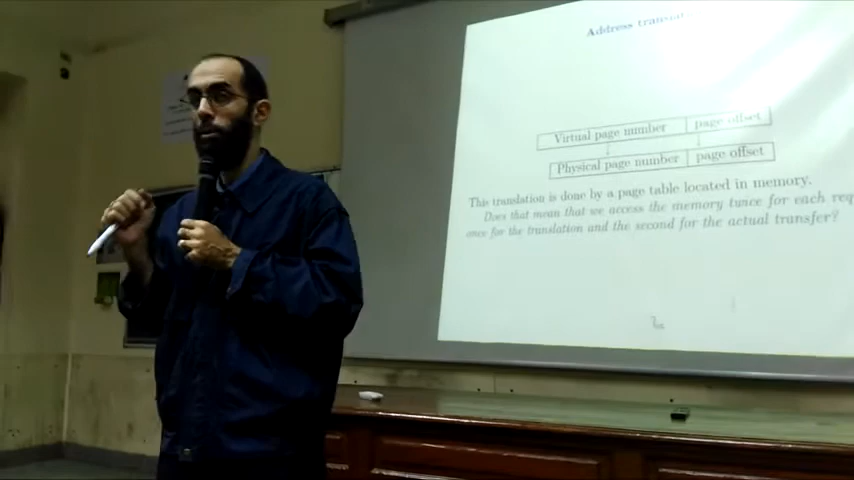 Address translat
Virtual page number page offset
Physical page number page offset
This translation is done by a page table located in memory.
Does that mean that we access the memory twice for each req
once for the translation and the second for the actual transfer?